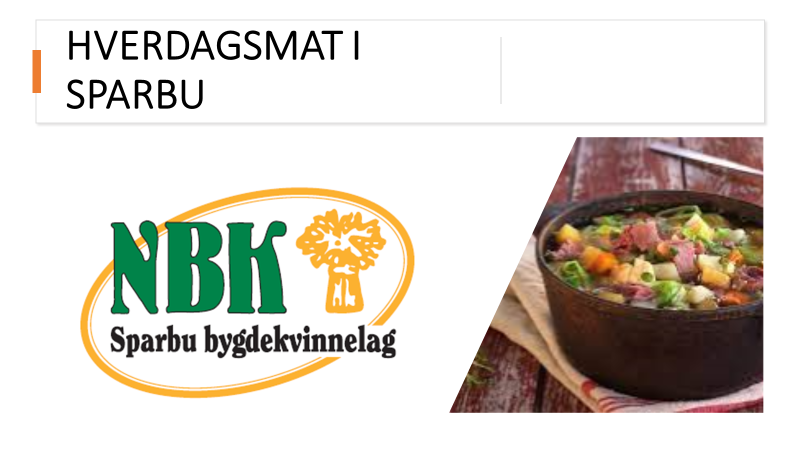 HVERDAGSMAT I
SPARBU
NBK
Sparbu bygdekvinnelag